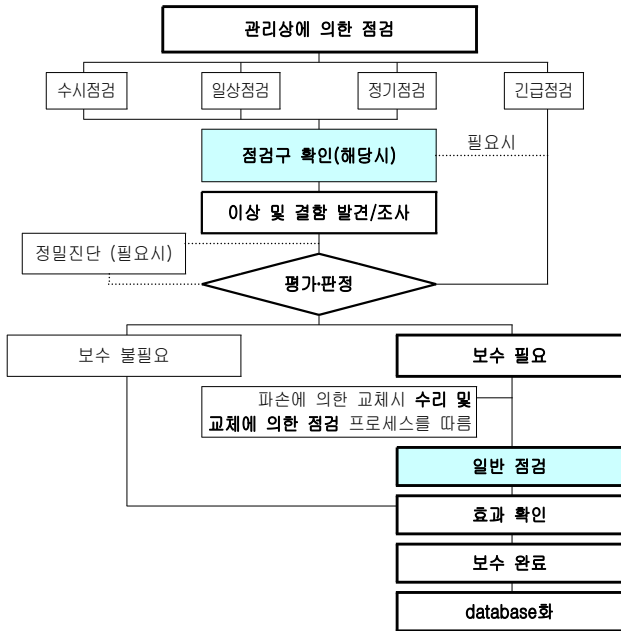 관리상에 의한 점검
수시점검
일상점검
정기점검
긴급점검
점검구 확인(해당시)
필요시
이상 및 결함 발견/조사
정밀진단 (필요시)
평가·판정
보수 불필요
보수 필요
파손에 의한 교체시 수리 및
교체에 의한 점검 프로세스를 따름
일반 점검
효과 확인
보수 완료
database화